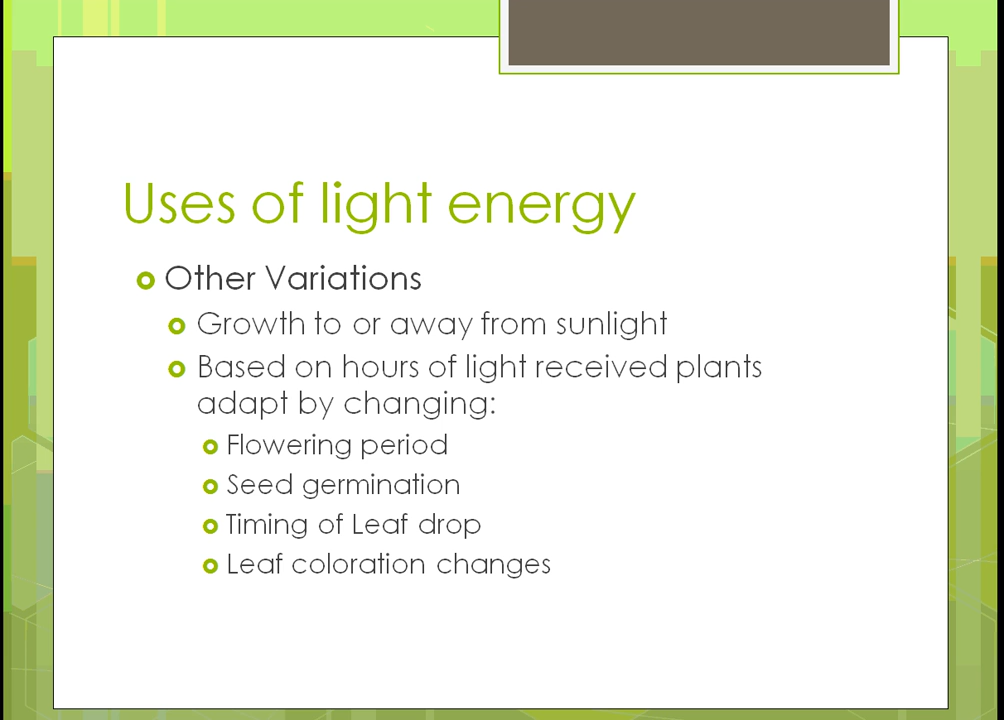 Uses of light energy
Other Variations
Growth to or away from sunlight
Based on hours of light received plants
adapt by changing:
Flowering period
Seed germination
Timing of Leaf drop
Leaf coloration changes